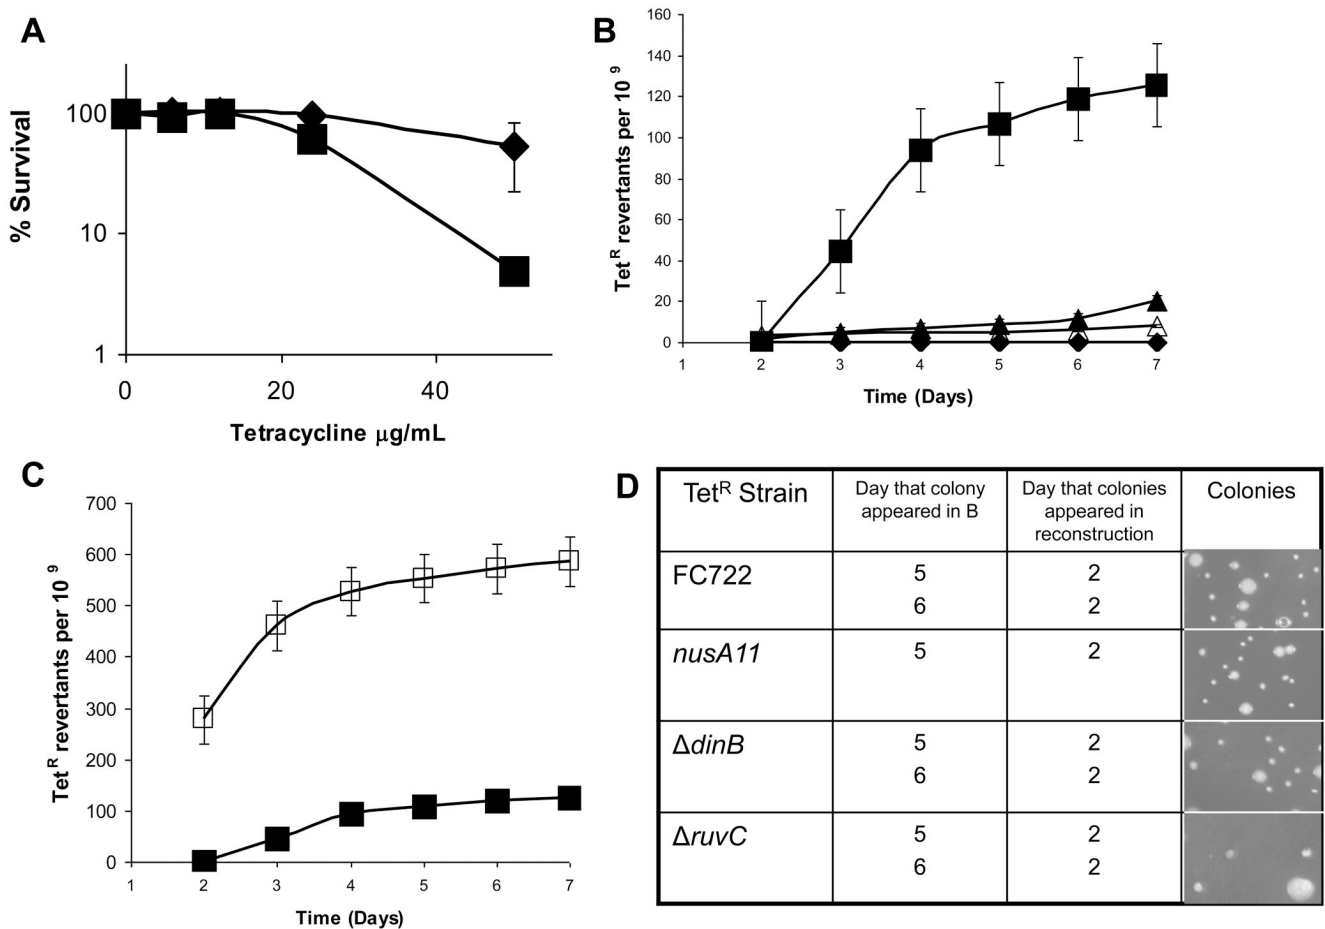 A
% Survival
100
10
1
0
20
40
Tetracycline µg/mL
B
Tet R revertants per 10 9
160
140
120
100
80
60
40
20
0
1 2 3 4 5 6 7
Time (Days)
C
Tet R revertants per 10 9
700
600
500
400
300
200
100
0
1 2 3 4 5 6 7
Time (Days)
D
TetR Strain
Day that colony
appeared in B
Day that colonies
appeared in
reconstruction
Colonies
FC722 5 2
6 2
nusA11 5 2
ΔdinB 5 2
6 2
ΔruvC 5 2
6 2